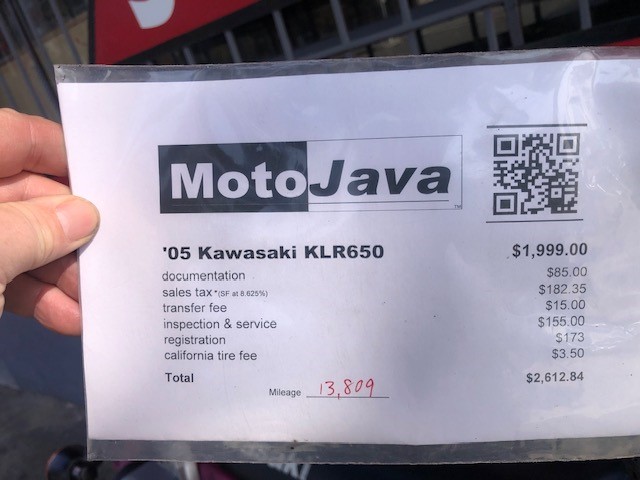 MotoJava
TM
'05 Kawasaki KLR650 $1,999.00
documentation $85.00
sales tax *(SF at 8.625%) $182.35
transfer fee $15.00
inspection & service $155.00
registration $173
california tire fee $3.50
Total $2,612.84
Mileage 13,809